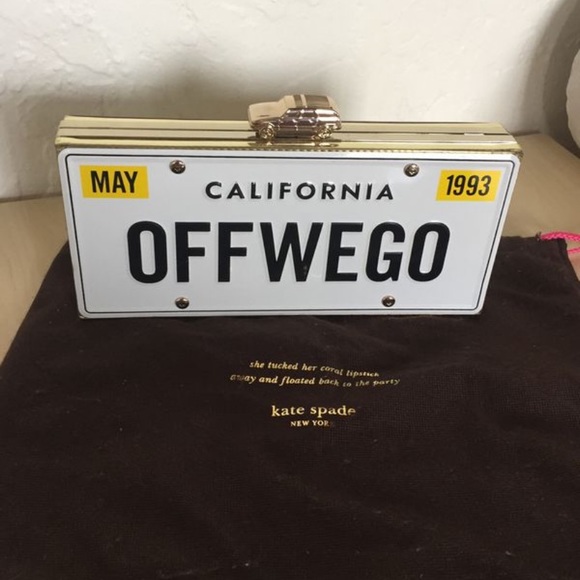 MAY CALIFORNIA 1993
OFFWEGO
she tucked her coral lipstick
away and floated back to the party
kate spade
NEW YORK